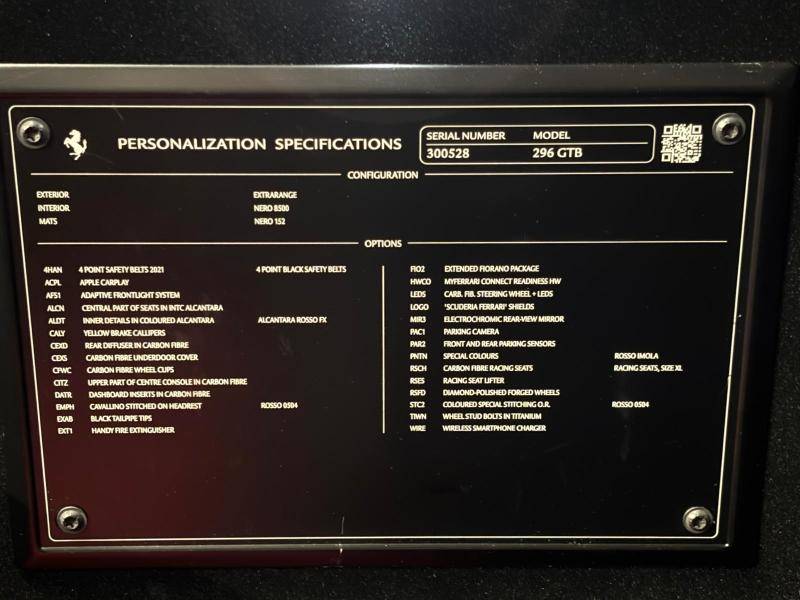 PERSONALIZATION SPECIFICATIONS
SERIAL NUMBER MODEL
300528 296 GTB
CONFIGURATION
EXTERIOR EXTRARANGE
INTERIOR NERO 8500
MATS NERO 152
OPTIONS
4HAN 4 POINT SAFETY BELTS 2021 4 POINT BLACK SAFETY BELTS
ACPL APPLE CARPLAY
AFS1 ADAPTIVE FRONTLIGHT SYSTEM
ALCN CENTRAL PART OF SEATS IN INTC ALCANTARA
ALDT INNER DETAILS IN COLOURED ALCANTARA ALCANTARA ROSSO FX
CALY YELLOW BRAKE CALLIPERS
CEXD REAR DIFFUSER IN CARBON FIBRE
CEXS CARBON FIBRE UNDERDOOR COVER
CFWC CARBON FIBRE WHEEL CUPS
CITZ UPPER PART OF CENTRE CONSOLE IN CARBON FIBRE
DATR DASHBOARD INSERTS IN CARBON FIBRE
EMPH CAVALLINO STITCHED ON HEADREST ROSSO 0504
EXAB BLACK TAILPIPE TIPS
EXT1 HANDY FIRE EXTINGUISHER
FIO2 EXTENDED FIORANO PACKAGE
HWCO MYFERRARI CONNECT READINESS HW
LEDS CARB. FIB. STEERING WHEEL + LEDS
LOGO 'SCUDERIA FERRARI' SHIELDS
MIR3 ELECTROCHROMIC REAR-VIEW MIRROR
PAC1 PARKING CAMERA
PAR2 FRONT AND REAR PARKING SENSORS
PNTN SPECIAL COLOURS ROSSO IMOLA
RSCH CARBON FIBRE RACING SEATS RACING SEATS, SIZE XL
RSES RACING SEAT LIFTER
RSFD DIAMOND-POLISHED FORGED WHEELS
STC2 COLOURED SPECIAL STITCHING O.R. ROSSO 0504
TIWN WHEEL STUD BOLTS IN TITANIUM
WIRE WIRELESS SMARTPHONE CHARGER